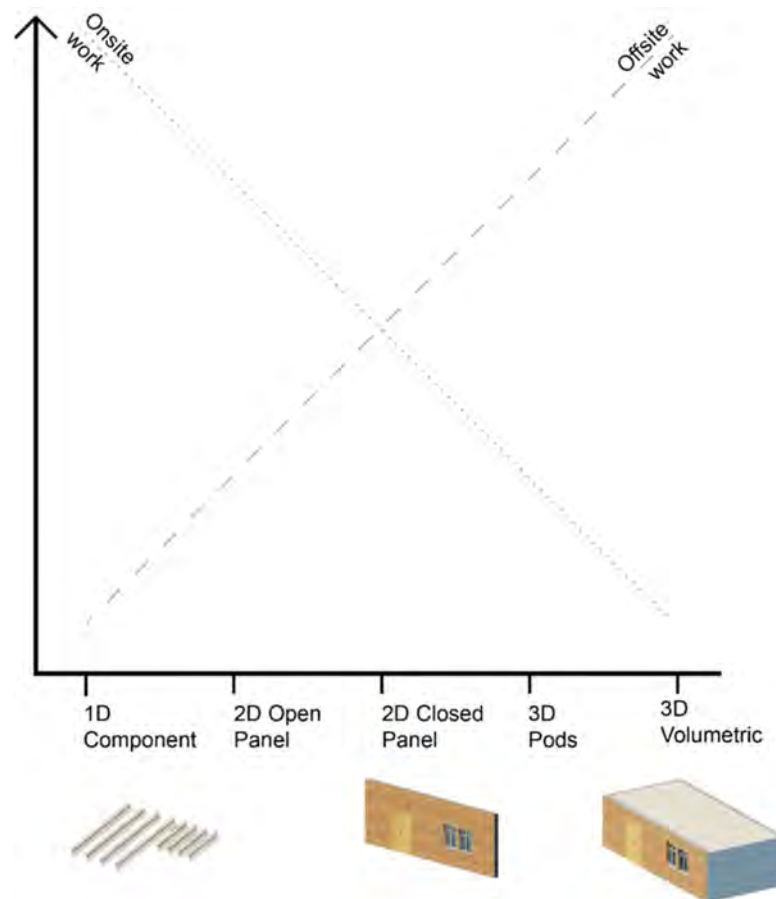 Onsite
work
Offsite
work
1D
Component
2D Open
Panel
2D Closed
Panel
3D
Pods
3D
Volumetric